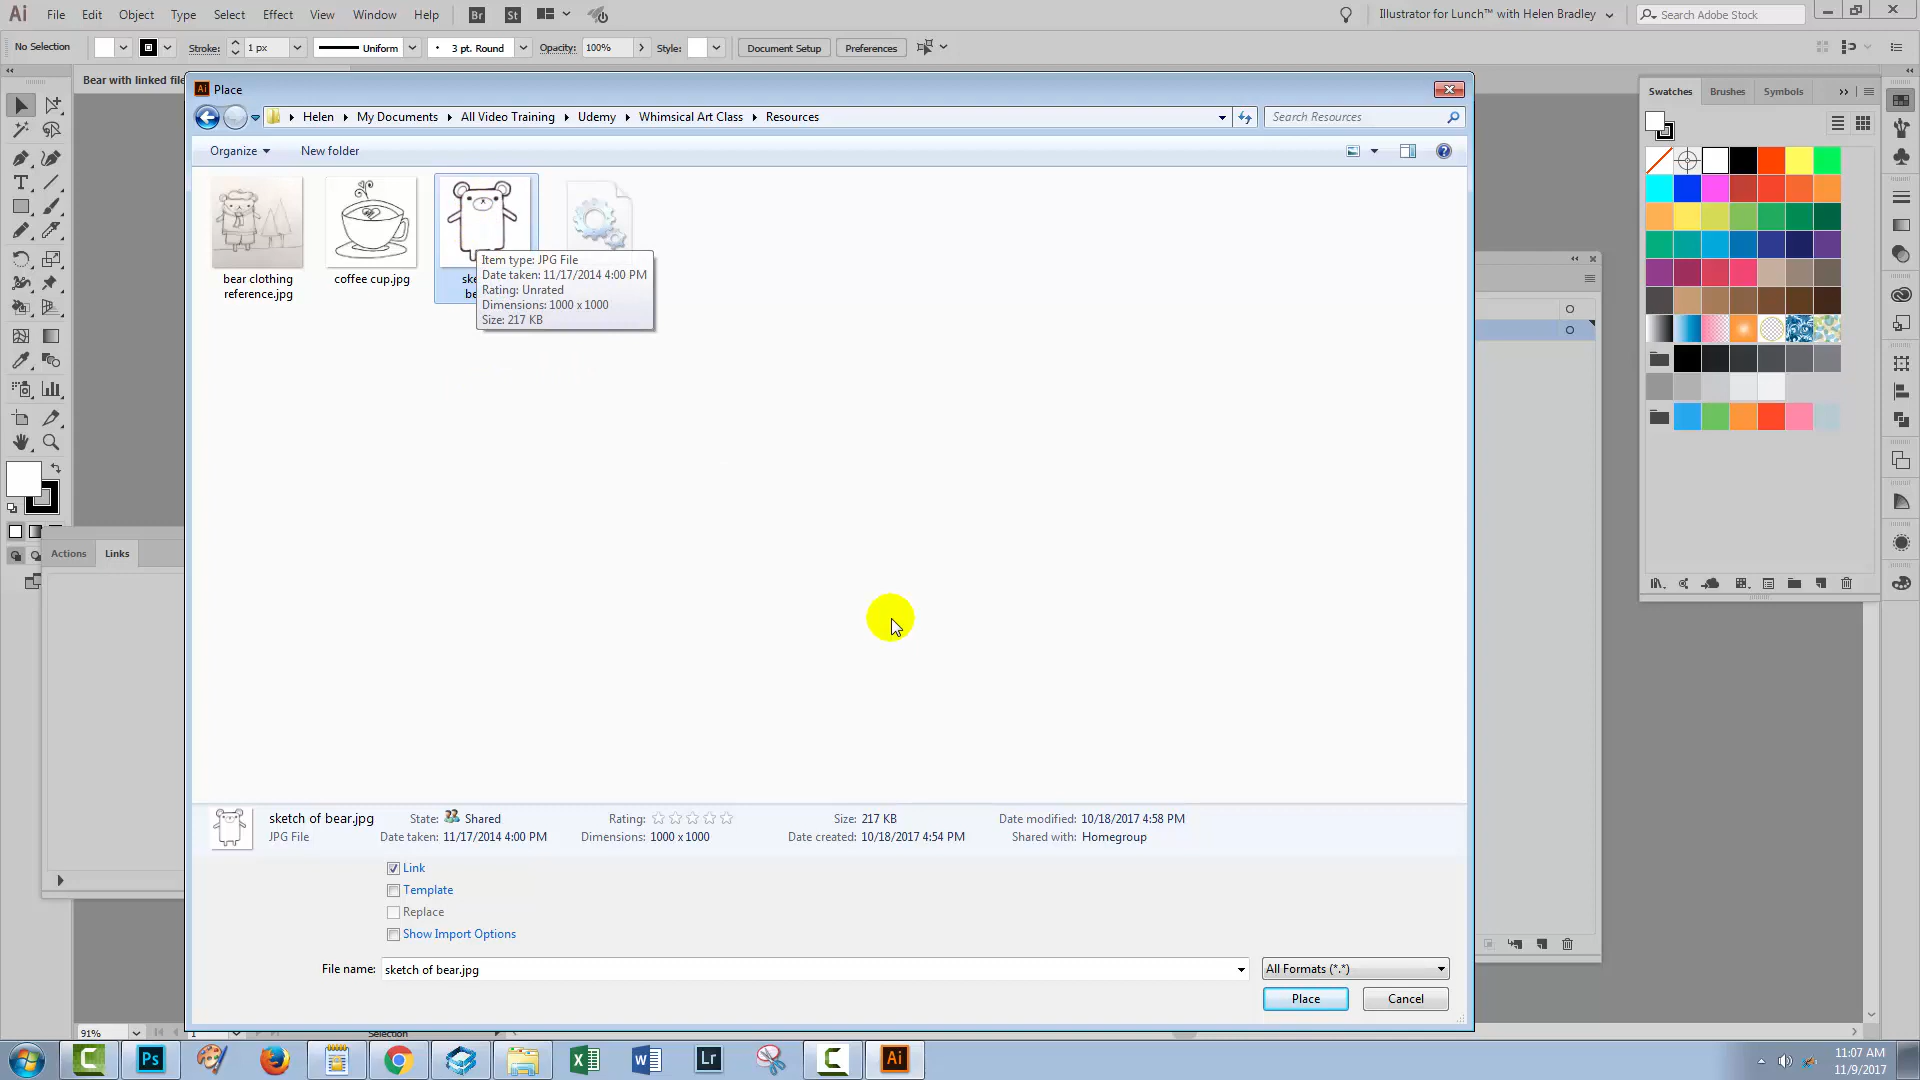 Ai File Edit Object Type Select Effect View Window Help Br St Illustrator for Lunch™ with Helen Bradley Search Adobe Stock
No Selection Stroke: 1 px Uniform 3 pt. Round Opacity: 100% Style: Document Setup Preferences
Bear with linked file
Ai Place
Helen My Documents All Video Training Udemy Whimsical Art Class Resources Search Resources
Organize New folder
bear clothing
reference.jpg
coffee cup.jpg
Item type: JPG File
Date taken: 11/17/2014 4:00 PM
Rating: Unrated
Dimensions: 1000 x 1000
Size: 217 KB
Swatches Brushes Symbols
Actions Links
sketch of bear.jpg State: Shared Rating: Size: 217 KB Date modified: 10/18/2017 4:58 PM
JPG File Date taken: 11/17/2014 4:00 PM Dimensions: 1000 x 1000 Date created: 10/18/2017 4:54 PM Shared with: Homegroup
Link
Template
Replace
Show Import Options
File name: sketch of bear.jpg All Formats (*.*)
Place Cancel
91% 1 Selection
Ps Lr Ai
11:07 AM
11/9/2017